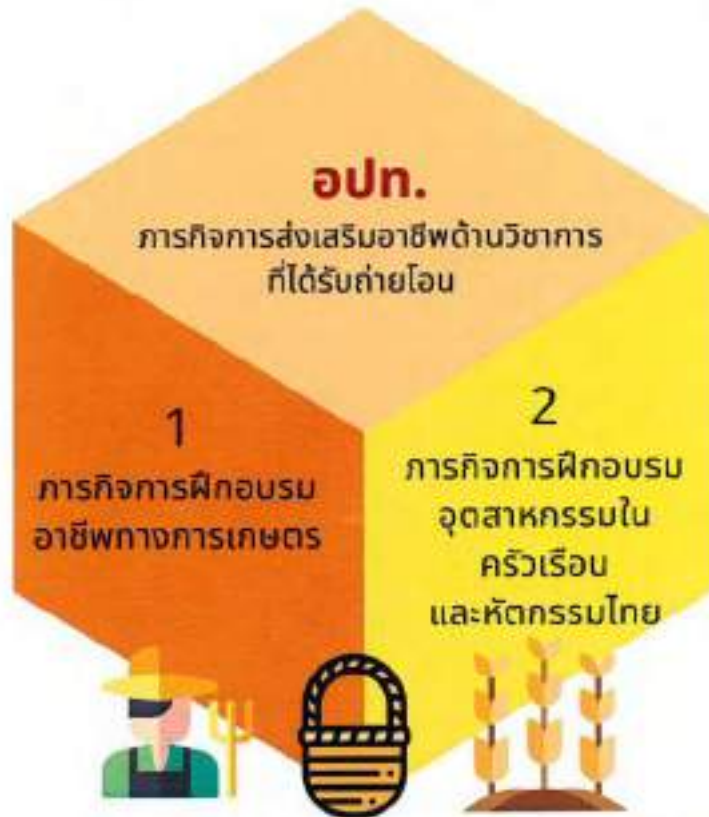 อปท.
ภารกิจการส่งเสริมอาชีพด้านวิชาการ
ที่ได้รับถ่ายโอน
1
ภารกิจการฝึกอบรม
อาชีพทางการเกษตร
2
ภารกิจการฝึกอบรม
อุตสาหกรรมใน
ครัวเรือน
และหัตกรรมไทย